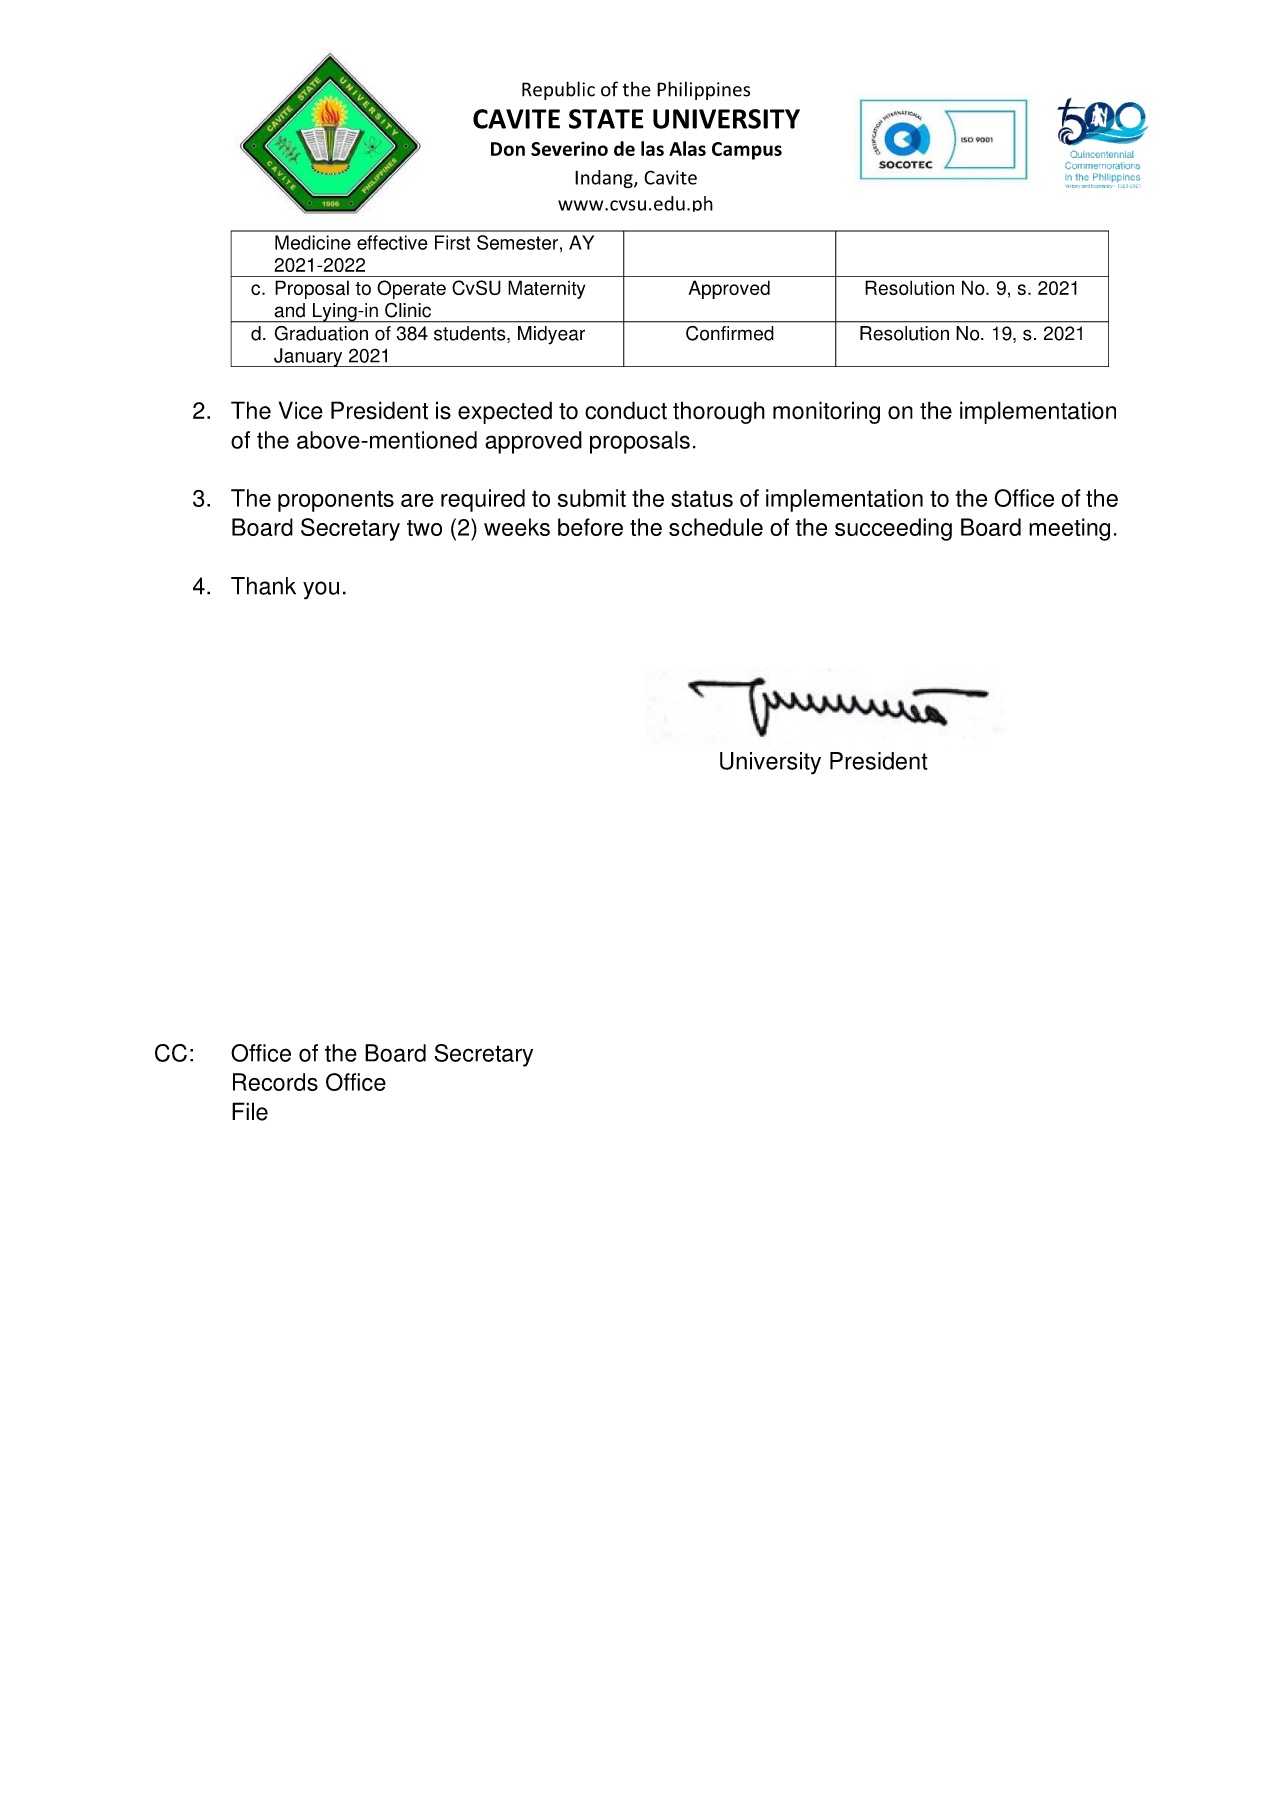 CAVITE STATE UNIVERSITY
CAVITE PHILIPPINES
1906
Republic of the Philippines
CAVITE STATE UNIVERSITY
Don Severino de las Alas Campus
Indang, Cavite
www.cvsu.edu.ph
CERTIFICATION INTERNATIONAL
SOCOTEC
ISO 9001
500
Quincentennial
Commemorations
in the Philippines
Victory and Humanity • 1521-2021
Medicine effective First Semester, AY
2021-2022
c. Proposal to Operate CvSU Maternity Approved Resolution No. 9, s. 2021
and Lying-in Clinic
d. Graduation of 384 students, Midyear Confirmed Resolution No. 19, s. 2021
January 2021
2. The Vice President is expected to conduct thorough monitoring on the implementation
of the above-mentioned approved proposals.
3. The proponents are required to submit the status of implementation to the Office of the
Board Secretary two (2) weeks before the schedule of the succeeding Board meeting.
4. Thank you.
University President
CC: Office of the Board Secretary
Records Office
File